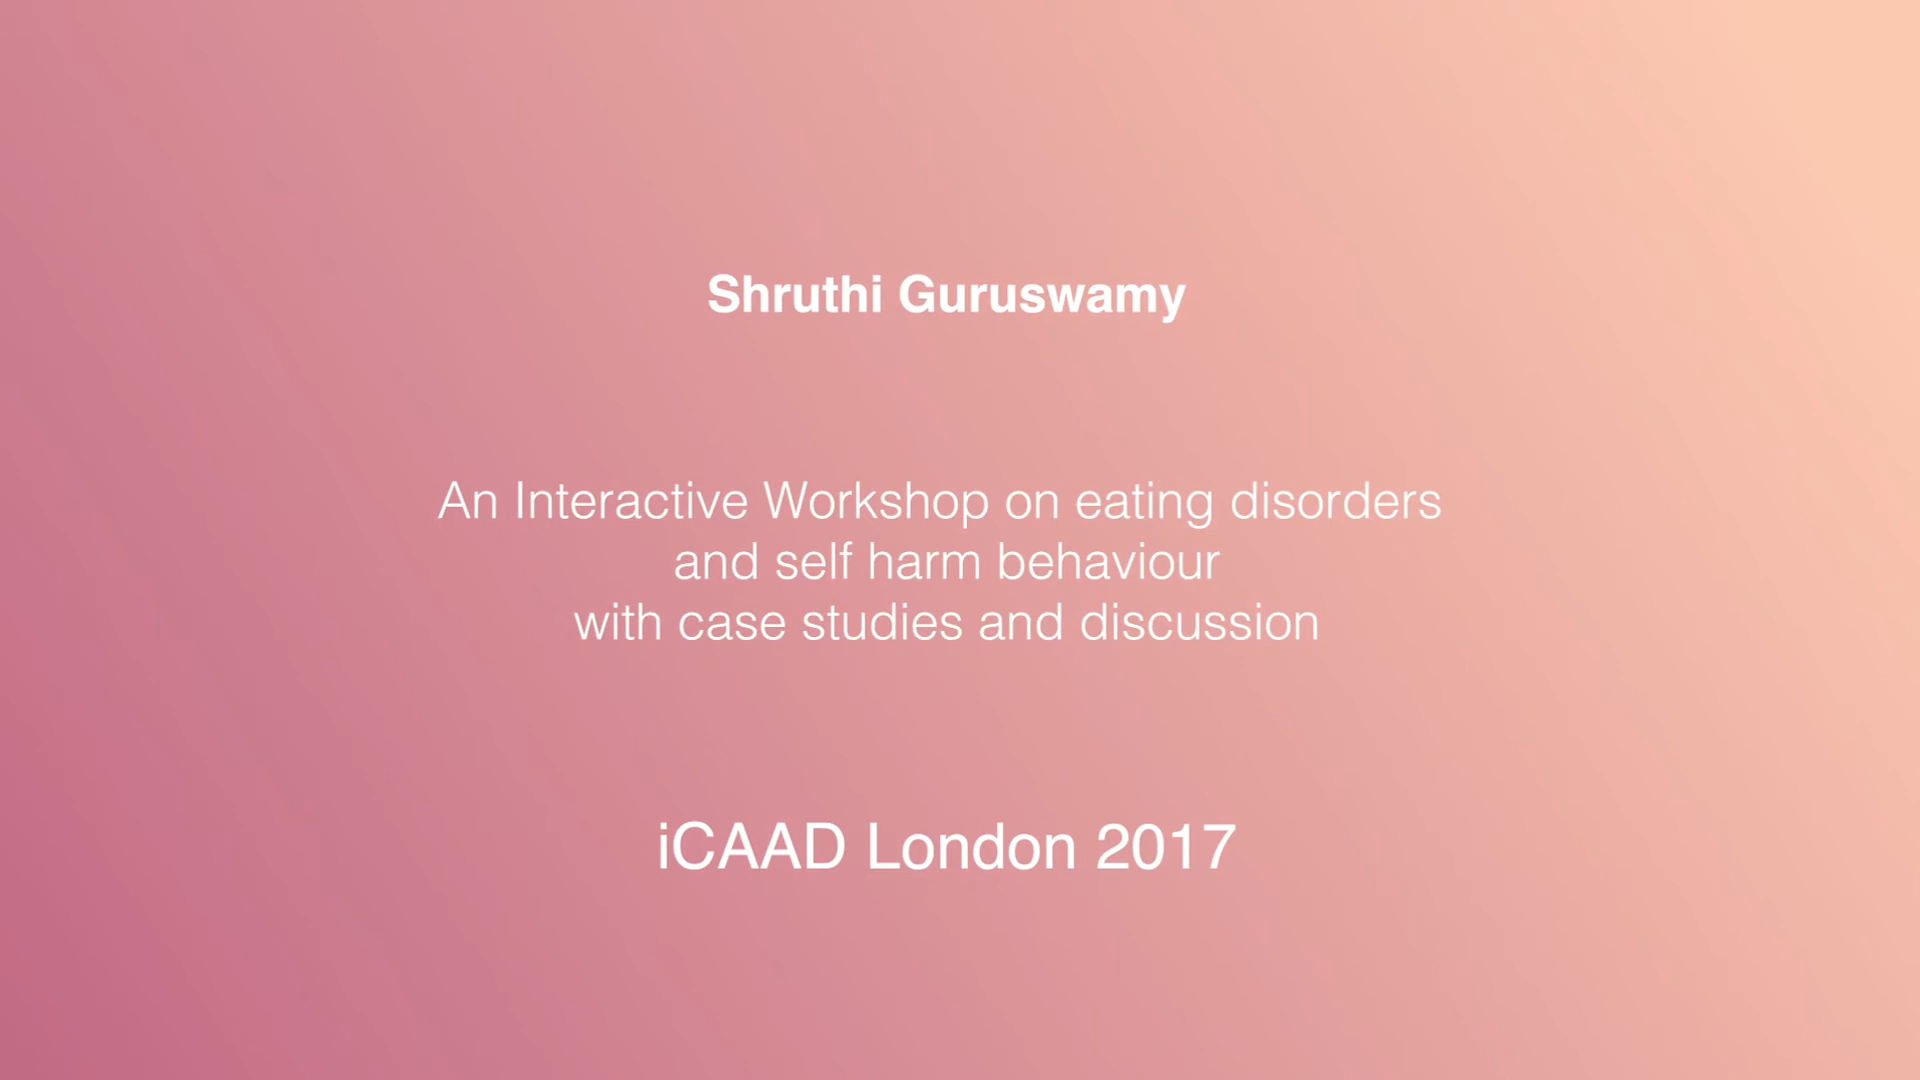 Shruthi Guruswamy
An Interactive Workshop on eating disorders
and self harm behaviour
with case studies and discussion
iCAAD London 2017